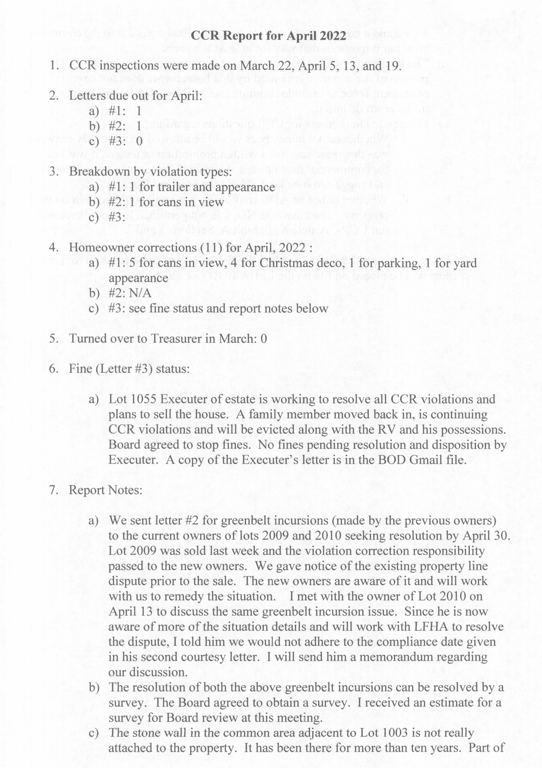 CCR Report for April 2022
1. CCR inspections were made on March 22, April 5, 13, and 19.
2. Letters due out for April:
a) #1: 1
b) #2: 1
c) #3: 0
3. Breakdown by violation types:
a) #1: 1 for trailer and appearance
b) #2: 1 for cans in view
c) #3:
4. Homeowner corrections (11) for April, 2022 :
a) #1: 5 for cans in view, 4 for Christmas deco, 1 for parking, 1 for yard
appearance
b) #2: N/A
c) #3: see fine status and report notes below
5. Turned over to Treasurer in March: 0
6. Fine (Letter #3) status:
a) Lot 1055 Executer of estate is working to resolve all CCR violations and
plans to sell the house. A family member moved back in, is continuing
CCR violations and will be evicted along with the RV and his possessions.
Board agreed to stop fines. No fines pending resolution and disposition by
Executer. A copy of the Executer's letter is in the BOD Gmail file.
7. Report Notes:
a) We sent letter #2 for greenbelt incursions (made by the previous owners)
to the current owners of lots 2009 and 2010 seeking resolution by April 30.
Lot 2009 was sold last week and the violation correction responsibility
passed to the new owners. We gave notice of the existing property line
dispute prior to the sale. The new owners are aware of it and will work
with us to remedy the situation. I met with the owner of Lot 2010 on
April 13 to discuss the same greenbelt incursion issue. Since he is now
aware of more of the situation details and will work with LFHA to resolve
the dispute, I told him we would not adhere to the compliance date given
in his second courtesy letter. I will send him a memorandum regarding
our discussion.
b) The resolution of both the above greenbelt incursions can be resolved by a
survey. The Board agreed to obtain a survey. I received an estimate for a
survey for Board review at this meeting.
c) The stone wall in the common area adjacent to Lot 1003 is not really
attached to the property. It has been there for more than ten years. Part of